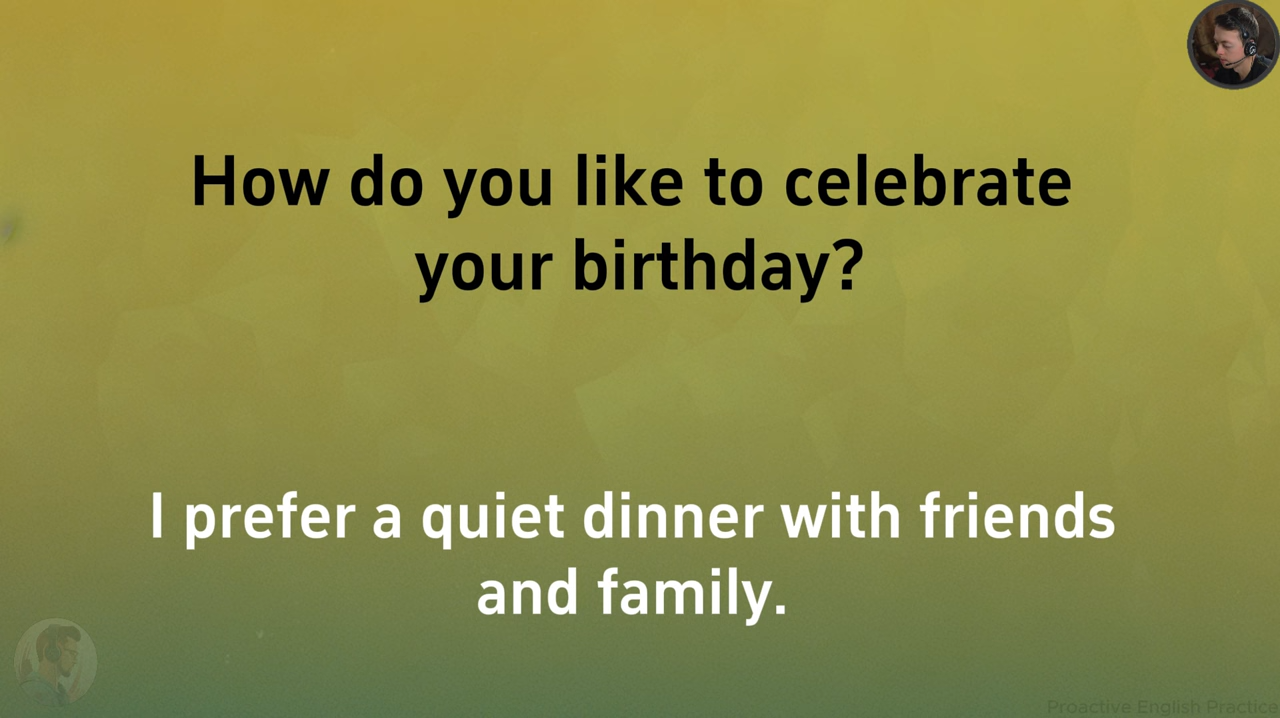 How do you like to celebrate
your birthday?
I prefer a quiet dinner with friends
and family.
Proactive English Practice